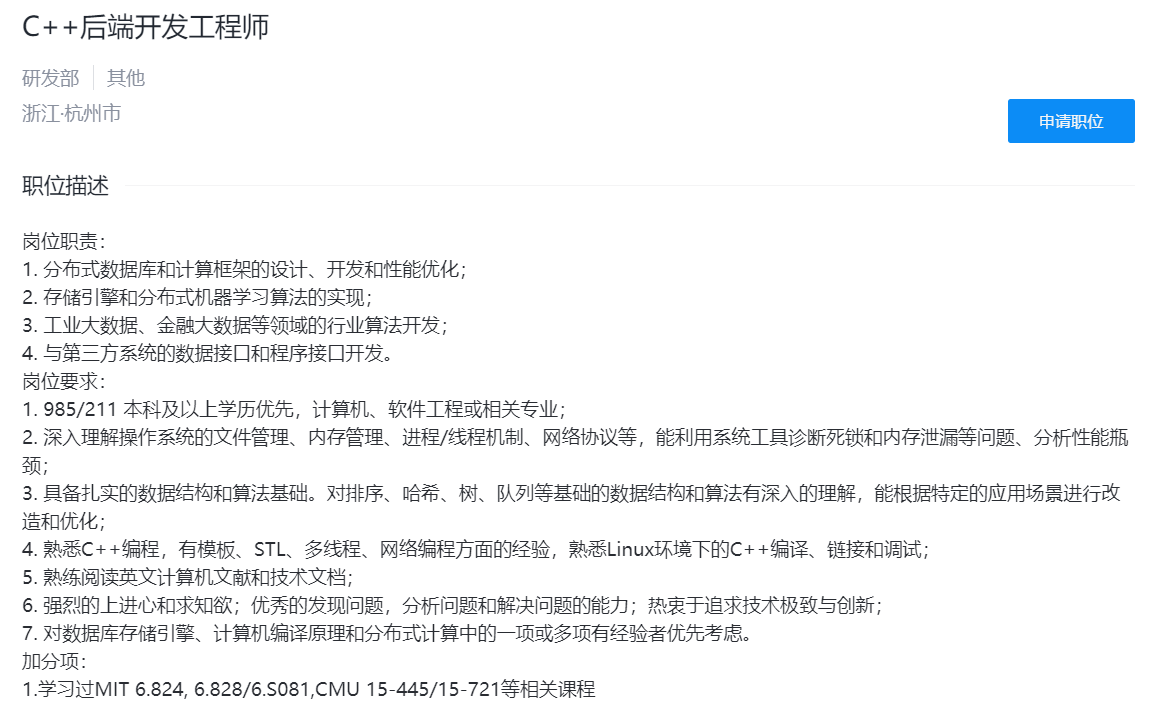 C++后端开发工程师
研发部 其他
浙江·杭州市
申请职位
职位描述
岗位职责：
1. 分布式数据库和计算框架的设计、开发和性能优化；
2. 存储引擎和分布式机器学习算法的实现；
3. 工业大数据、金融大数据等领域的行业算法开发；
4. 与第三方系统的数据接口和程序接口开发。
岗位要求：
1. 985/211 本科及以上学历优先，计算机、软件工程或相关专业；
2. 深入理解操作系统的文件管理、内存管理、进程/线程机制、网络协议等，能利用系统工具诊断死锁和内存泄漏等问题、分析性能瓶
颈；
3. 具备扎实的数据结构和算法基础。对排序、哈希、树、队列等基础的数据结构和算法有深入的理解，能根据特定的应用场景进行改
造和优化；
4. 熟悉C++编程，有模板、STL、多线程、网络编程方面的经验，熟悉Linux环境下的C++编译、链接和调试；
5. 熟练阅读英文计算机文献和技术文档；
6. 强烈的上进心和求知欲；优秀的发现问题，分析问题和解决问题的能力；热衷于追求技术极致与创新；
7. 对数据库存储引擎、计算机编译原理和分布式计算中的一项或多项有经验者优先考虑。
加分项：
1.学习过MIT 6.824, 6.828/6.S081,CMU 15-445/15-721等相关课程